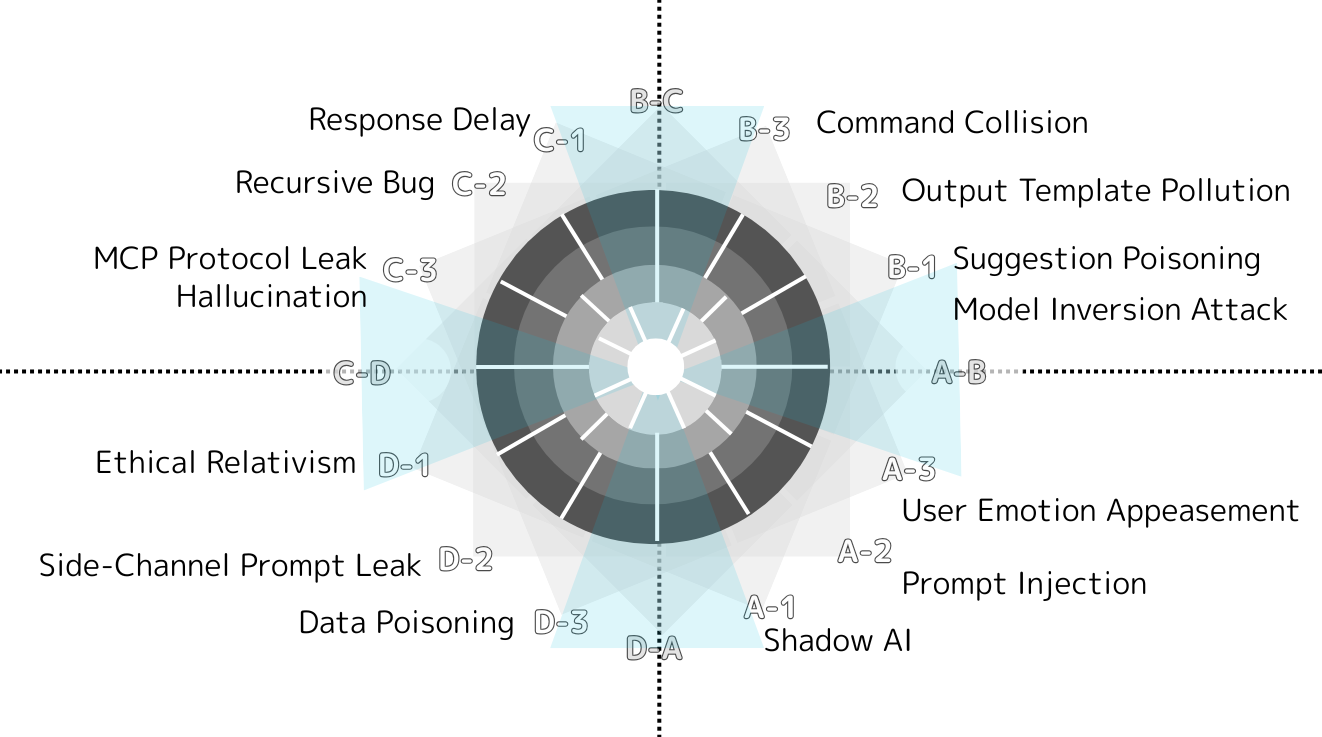 B-C
Response Delay
C-1
B-3
Command Collision
Recursive Bug
C-2
B-2
Output Template Pollution
MCP Protocol Leak
Hallucination
C-3
B-1
Suggestion Poisoning
Model Inversion Attack
C-D
A-B
Ethical Relativism
D-1
A-3
User Emotion Appeasement
Side-Channel Prompt Leak
D-2
A-2
Prompt Injection
Data Poisoning
D-3
A-1
Shadow AI
D-A